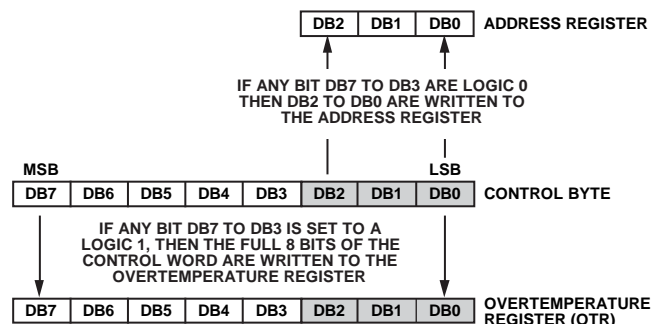 DB2 DB1 DB0 ADDRESS REGISTER
IF ANY BIT DB7 TO DB3 ARE LOGIC 0
THEN DB2 TO DB0 ARE WRITTEN TO
THE ADDRESS REGISTER
MSB LSB
DB7 DB6 DB5 DB4 DB3 DB2 DB1 DB0 CONTROL BYTE
IF ANY BIT DB7 TO DB3 IS SET TO A
LOGIC 1, THEN THE FULL 8 BITS OF THE
CONTROL WORD ARE WRITTEN TO THE
OVERTEMPERATURE REGISTER
DB7 DB6 DB5 DB4 DB3 DB2 DB1 DB0 OVERTEMPERATURE
REGISTER (OTR)